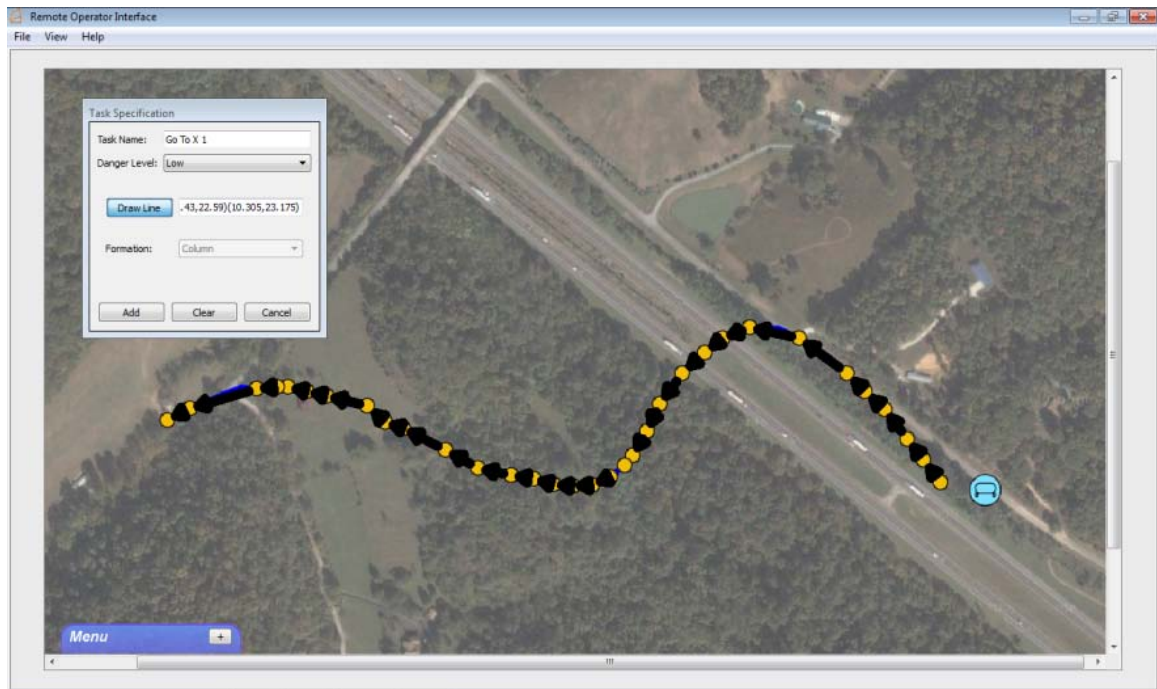 Remote Operator Interface
File View Help
Task Specification
Task Name: Go To X 1
Danger Level: Low
Draw Line .43,22.59)(10.305,23.175)
Formation: Column
Add Clear Cancel
Menu +